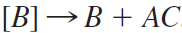 [B] → B + AC